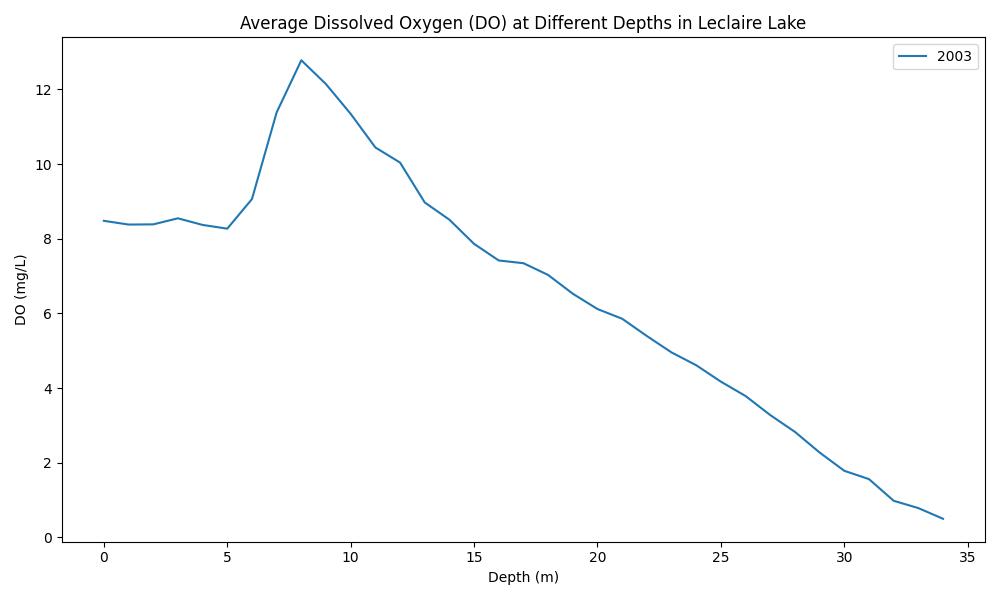 Average Dissolved Oxygen (DO) at Different Depths in Leclaire Lake
2003
12
10
8
6
4
2
0
DO (mg/L)
0 5 10 15 20 25 30 35
Depth (m)